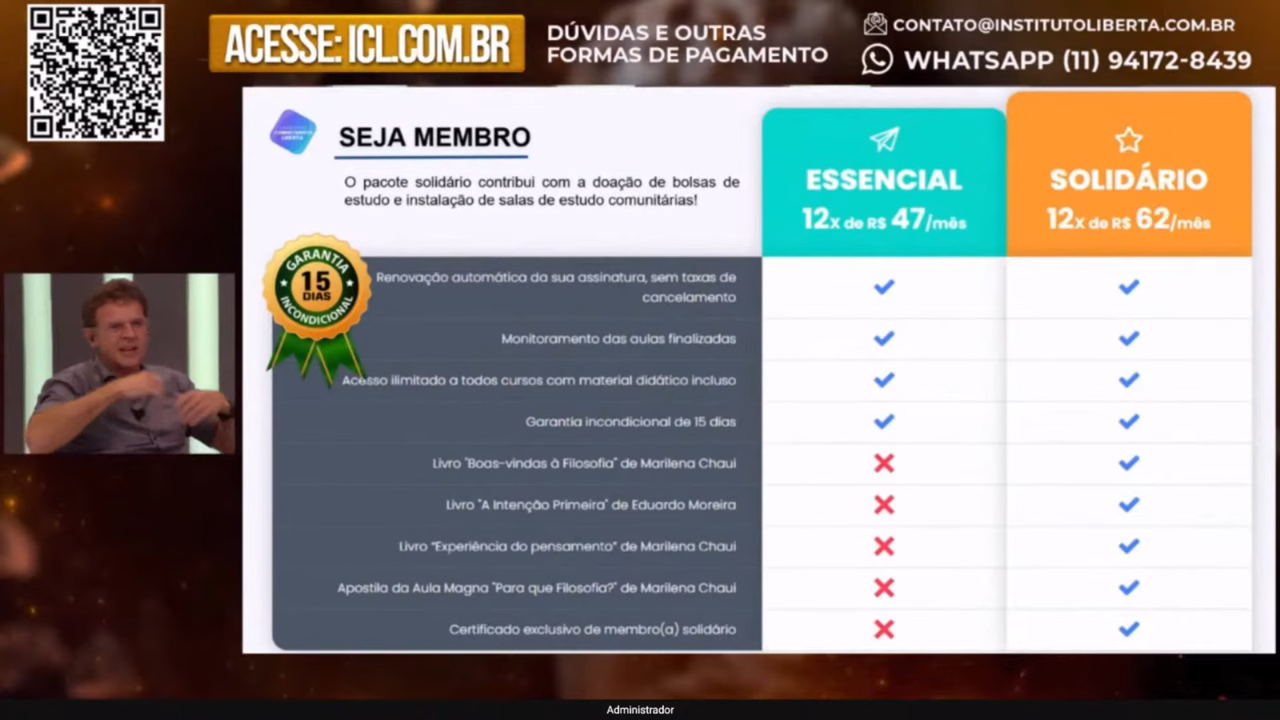 ACESSE: ICL.COM.BR
DÚVIDAS E OUTRAS
FORMAS DE PAGAMENTO
CONTATO@INSTITUTOLIBERTA.COM.BR
WHATSAPP (11) 94172-8439
SEJA MEMBRO
O pacote solidário contribui com a doação de bolsas de
estudo e instalação de salas de estudo comunitárias!
ESSENCIAL
12X de R$ 47/mês
SOLIDÁRIO
12X de R$ 62/mês
GARANTIA
15
DIAS
INCONDICIONAL
Renovação automática da sua assinatura, sem taxas de
cancelamento
Monitoramento das aulas finalizadas
Acesso ilimitado a todos cursos com material didático incluso
Garantia incondicional de 15 dias
Livro "Boas-vindas à Filosofia" de Marilena Chaui
Livro "A Intenção Primeira" de Eduardo Moreira
Livro "Experiência do pensamento" de Marilena Chaui
Apostila da Aula Magna "Para que Filosofia?" de Marilena Chaui
Certificado exclusivo de membro(a) solidário
Administrador